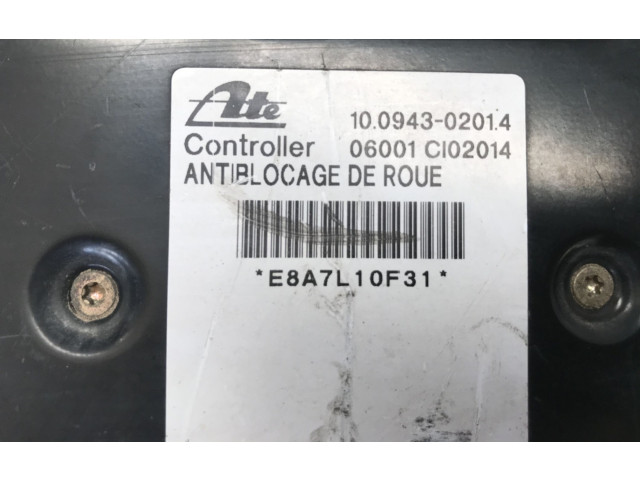 Ate 10.0943-0201.4
Controller 06001 CI02014
ANTIBLOCAGE DE ROUE
*E8A7L10F31*